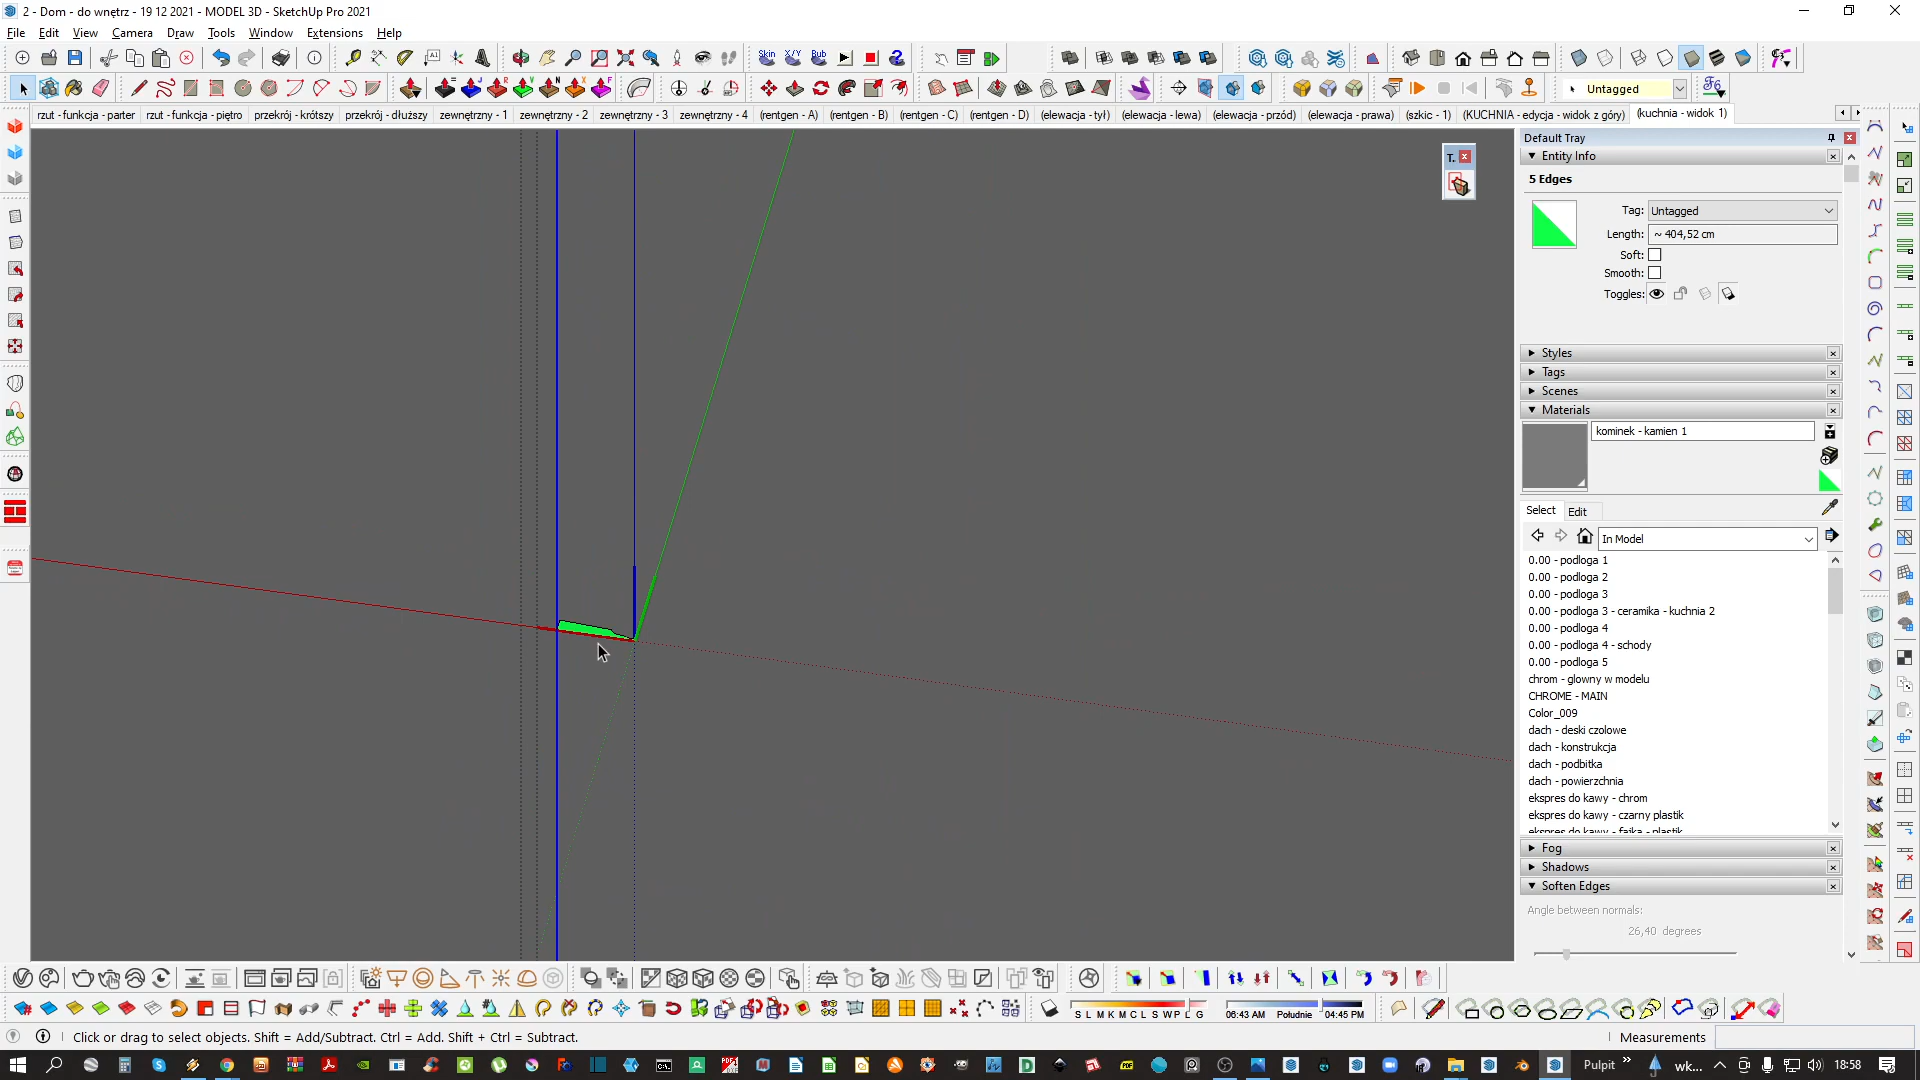 2 - Dom - do wnętrz - 19 12 2021 - MODEL 3D - SketchUp Pro 2021
File Edit View Camera Draw Tools Window Extensions Help
Skin X/Y Bub
Untagged
rzut - funkcja - parter rzut - funkcja - piętro przekrój - krótszy przekrój - dłuższy zewnętrzny - 1 zewnętrzny - 2 zewnętrzny - 3 zewnętrzny - 4 (rentgen - A) (rentgen - B) (rentgen - C) (rentgen - D) (elewacja - tył) (elewacja - lewa) (elewacja - przód) (elewacja - prawa) (szkic - 1) (KUCHNIA - edycja - widok z góry) (kuchnia - widok 1)
Default Tray
T.
Entity Info
5 Edges
Tag: Untagged
Length: ~ 404,52 cm
Soft:
Smooth:
Toggles:
Styles
Tags
Scenes
Materials
kominek - kamien 1
Select Edit
In Model
0.00 - podloga 1
0.00 - podloga 2
0.00 - podloga 3
0.00 - podloga 3 - ceramika - kuchnia 2
0.00 - podloga 4
0.00 - podloga 4 - schody
0.00 - podloga 5
chrom - glowny w modelu
CHROME - MAIN
Color_009
dach - deski czolowe
dach - konstrukcja
dach - podbitka
dach - powierzchnia
ekspres do kawy - chrom
ekspres do kawy - czarny plastik
ekspres do kawy - fajka - plastik
Fog
Shadows
Soften Edges
Angle between normals:
26,40 degrees
S L M K M C L S W P L G
06:43 AM Południe 04:45 PM
Click or drag to select objects. Shift = Add/Subtract. Ctrl = Add. Shift + Ctrl = Subtract.
Measurements
Pulpit
wk...
18:58